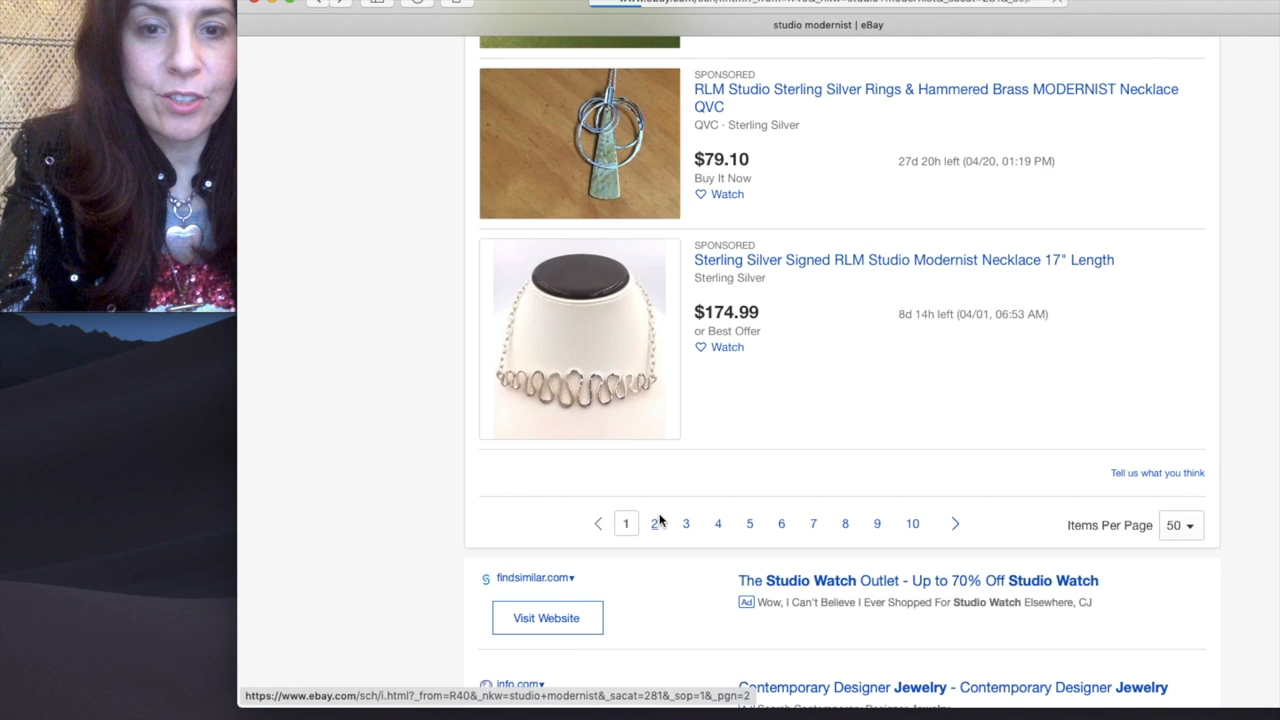 studio modernist | eBay
SPONSORED
RLM Studio Sterling Silver Rings & Hammered Brass MODERNIST Necklace
QVC
QVC · Sterling Silver
$79.10
27d 20h left (04/20, 01:19 PM)
Buy It Now
Watch
SPONSORED
Sterling Silver Signed RLM Studio Modernist Necklace 17" Length
Sterling Silver
$174.99
8d 14h left (04/01, 06:53 AM)
or Best Offer
Watch
Tell us what you think
1 2 3 4 5 6 7 8 9 10
Items Per Page 50
findsimilar.com
The Studio Watch Outlet - Up to 70% Off Studio Watch
Ad Wow, I Can't Believe I Ever Shopped For Studio Watch Elsewhere, CJ
Visit Website
info.com
Contemporary Designer Jewelry - Contemporary Designer Jewelry
https://www.ebay.com/sch/i.html?_from=R40&_nkw=studio+modernist&_sacat=281&_sop=1&_pgn=2